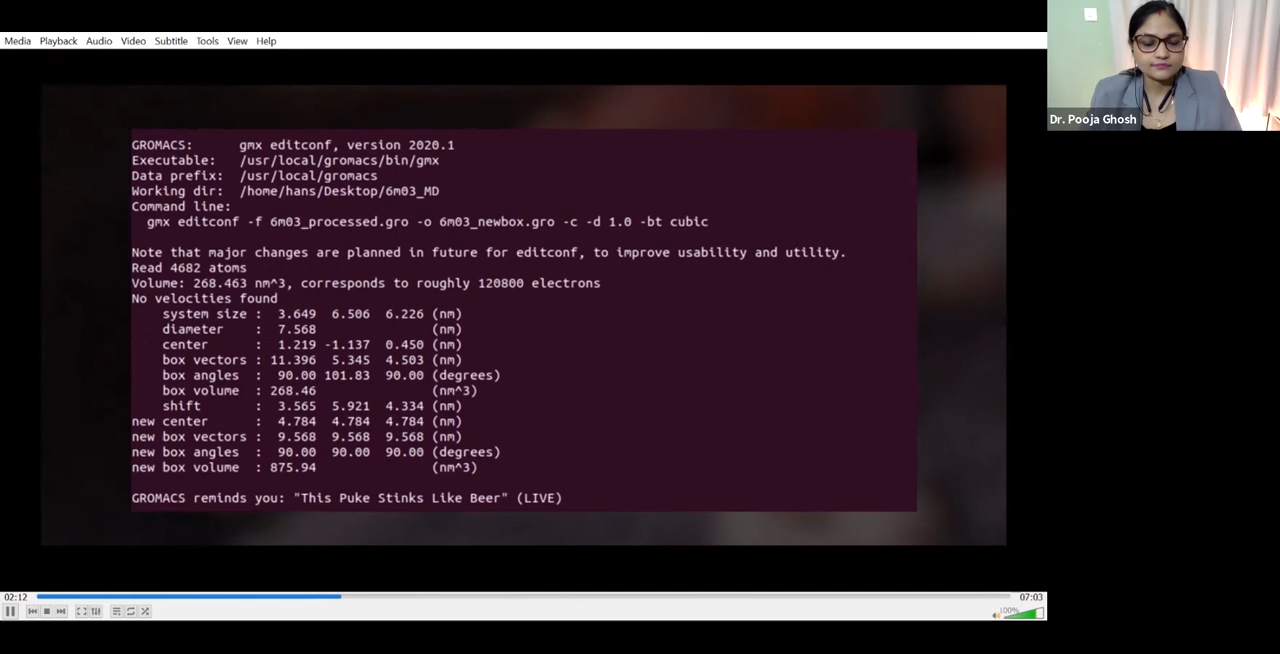 Media Playback Audio Video Subtitle Tools View Help
GROMACS: gmx editconf, version 2020.1
Executable: /usr/local/gromacs/bin/gmx
Data prefix: /usr/local/gromacs
Working dir: /home/hans/Desktop/6m03_MD
Command line:
gmx editconf -f 6m03_processed.gro -o 6m03_newbox.gro -c -d 1.0 -bt cubic
Note that major changes are planned in future for editconf, to improve usability and utility.
Read 4682 atoms
Volume: 268.463 nm^3, corresponds to roughly 120800 electrons
No velocities found
system size : 3.649 6.506 6.226 (nm)
diameter : 7.568 (nm)
center : 1.219 -1.137 0.450 (nm)
box vectors : 11.396 5.345 4.503 (nm)
box angles : 90.00 101.83 90.00 (degrees)
box volume : 268.46 (nm^3)
shift : 3.565 5.921 4.334 (nm)
new center : 4.784 4.784 4.784 (nm)
new box vectors : 9.568 9.568 9.568 (nm)
new box angles : 90.00 90.00 90.00 (degrees)
new box volume : 875.94 (nm^3)
GROMACS reminds you: "This Puke Stinks Like Beer" (LIVE)
02:12 07:03
100%
Dr. Pooja Ghosh